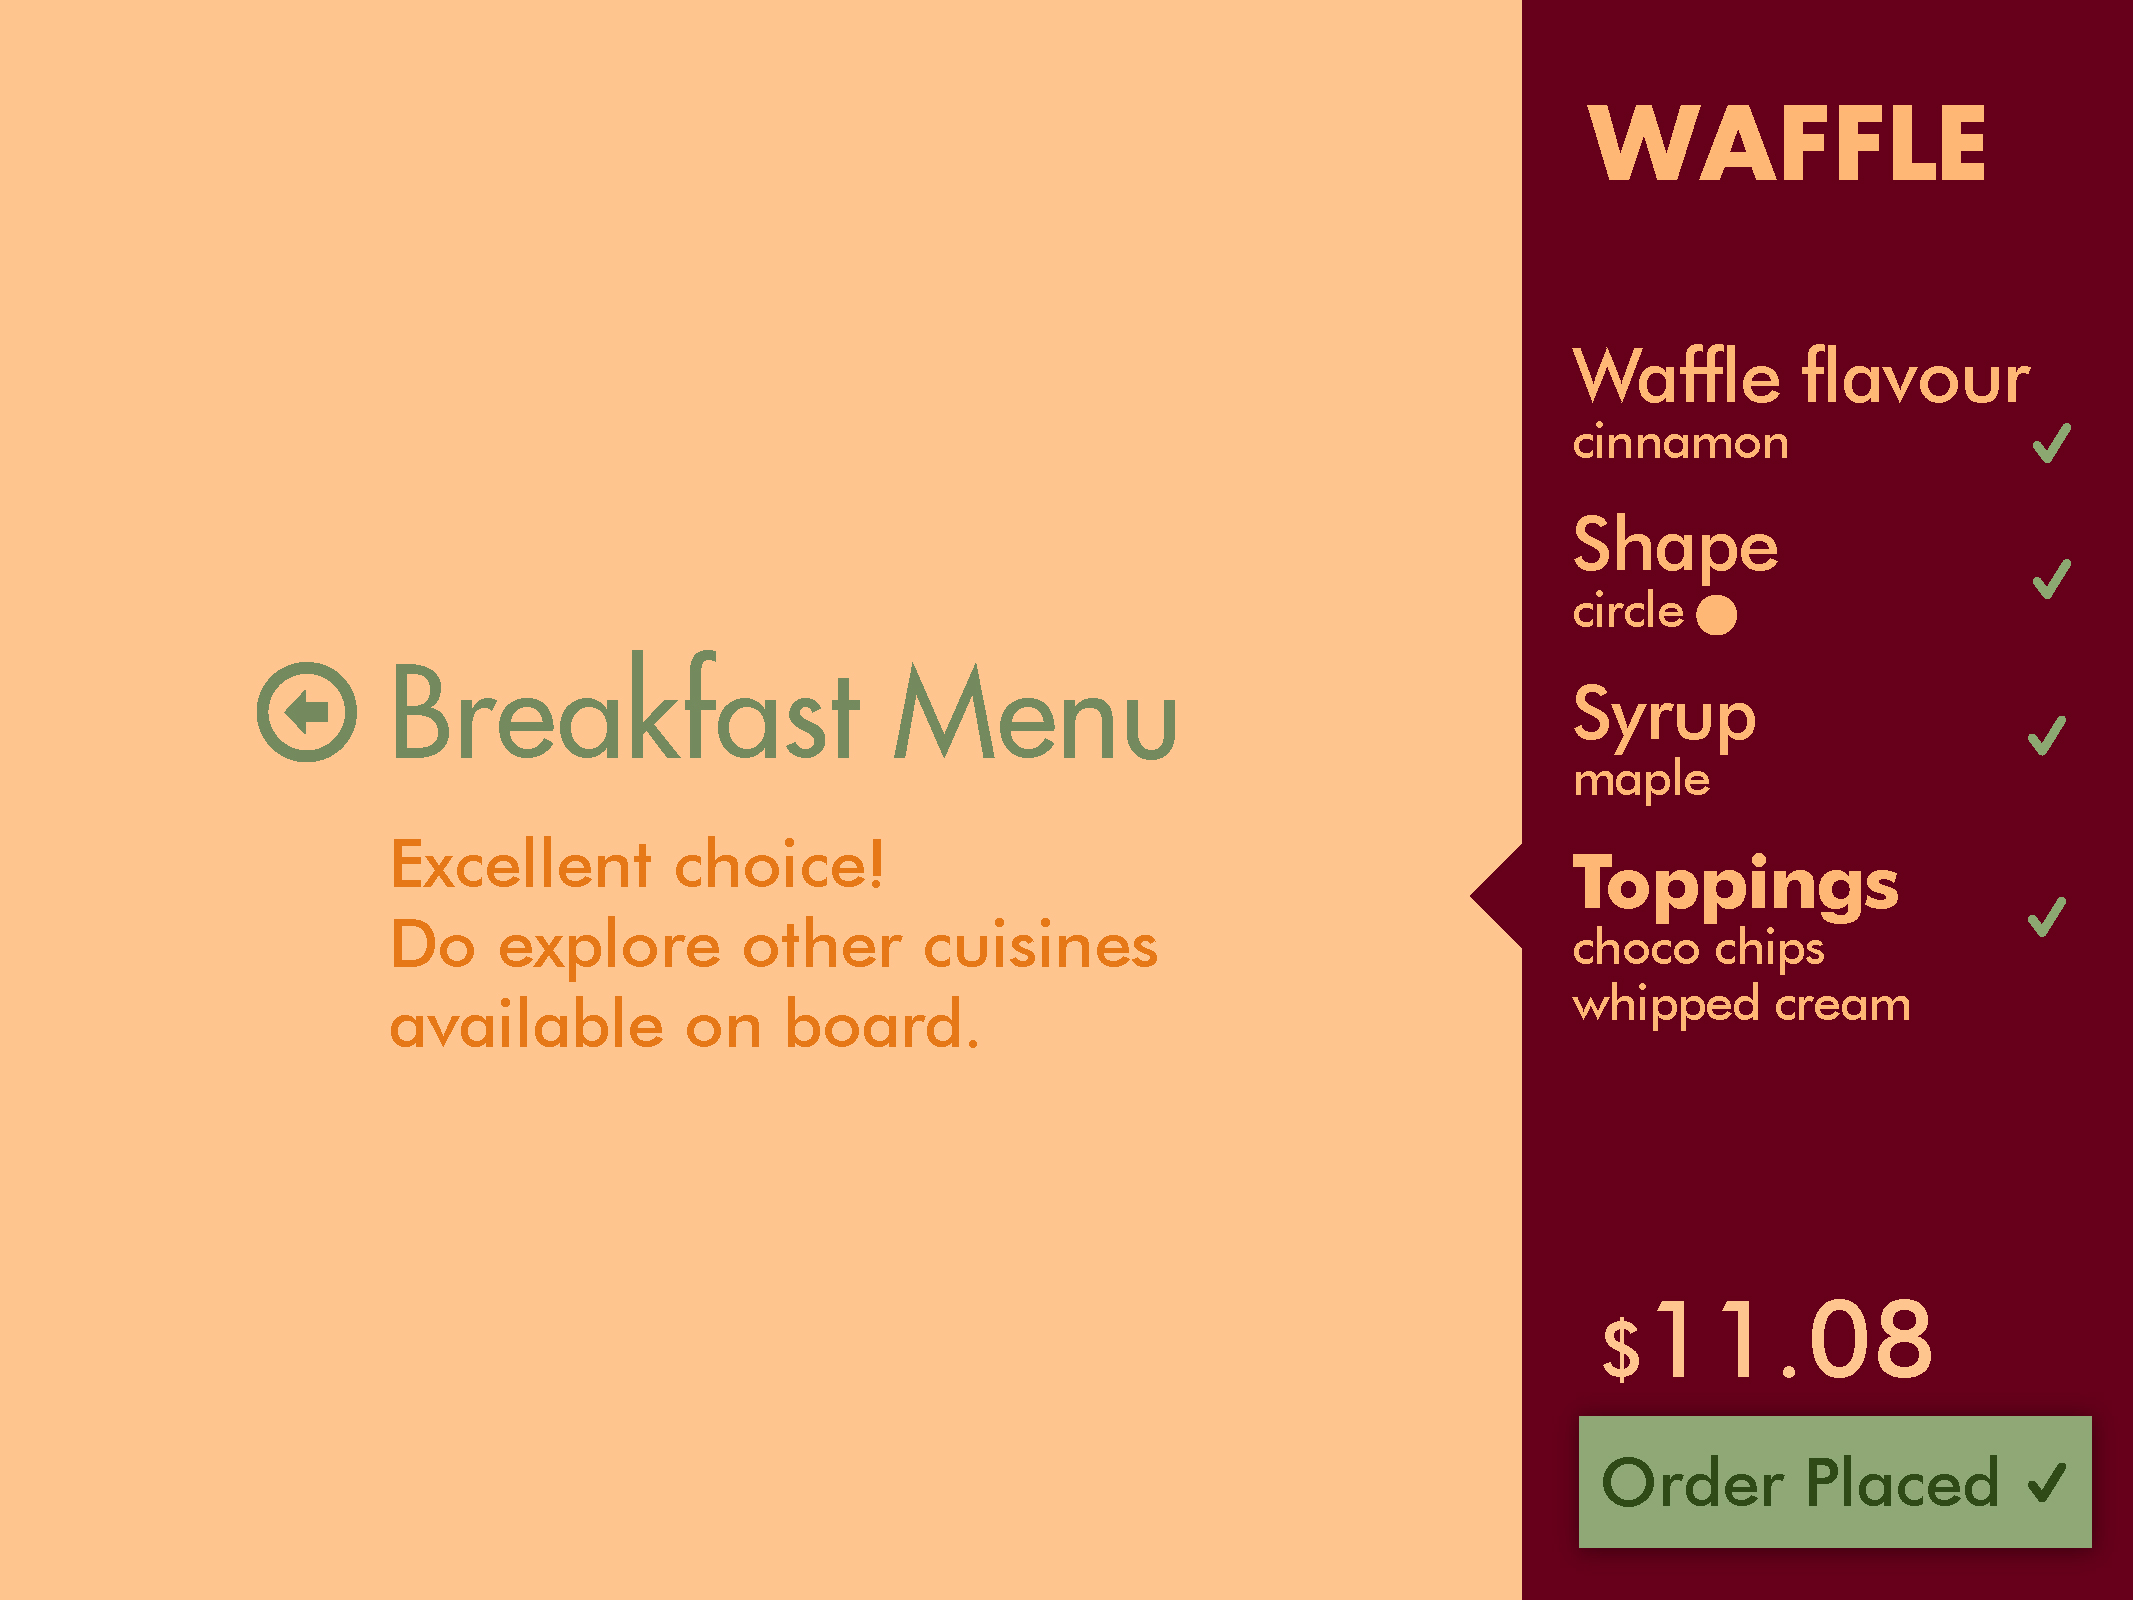 Breakfast Menu
Excellent choice!
Do explore other cuisines
available on board.
WAFFLE
Waffle flavour
cinnamon
Shape
circle
Syrup
maple
Toppings
choco chips
whipped cream
$11.08
Order Placed